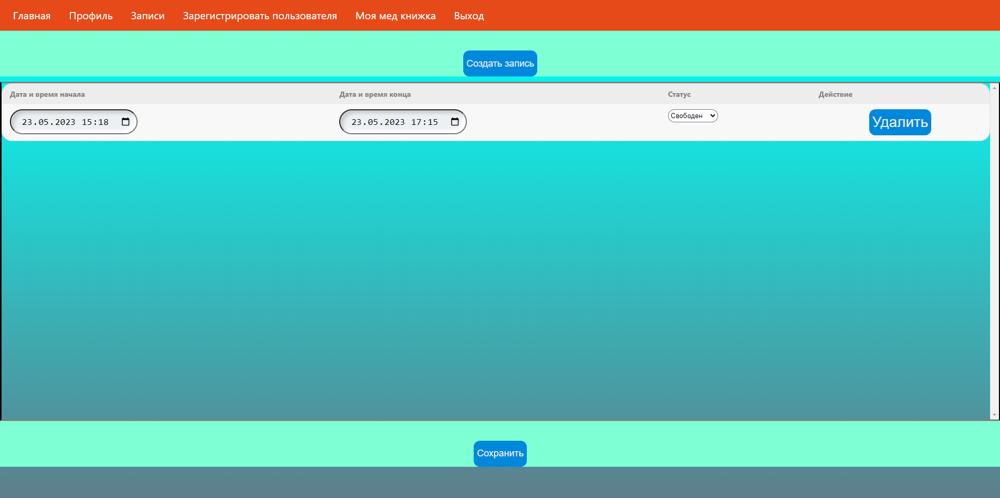 Главная Профиль Записи Зарегистрировать пользователя Моя мед книжка Выход
Создать запись
Дата и время начала Дата и время конца Статус Действие
23.05.2023 15:18 23.05.2023 17:15 Свободен Удалить
Сохранить